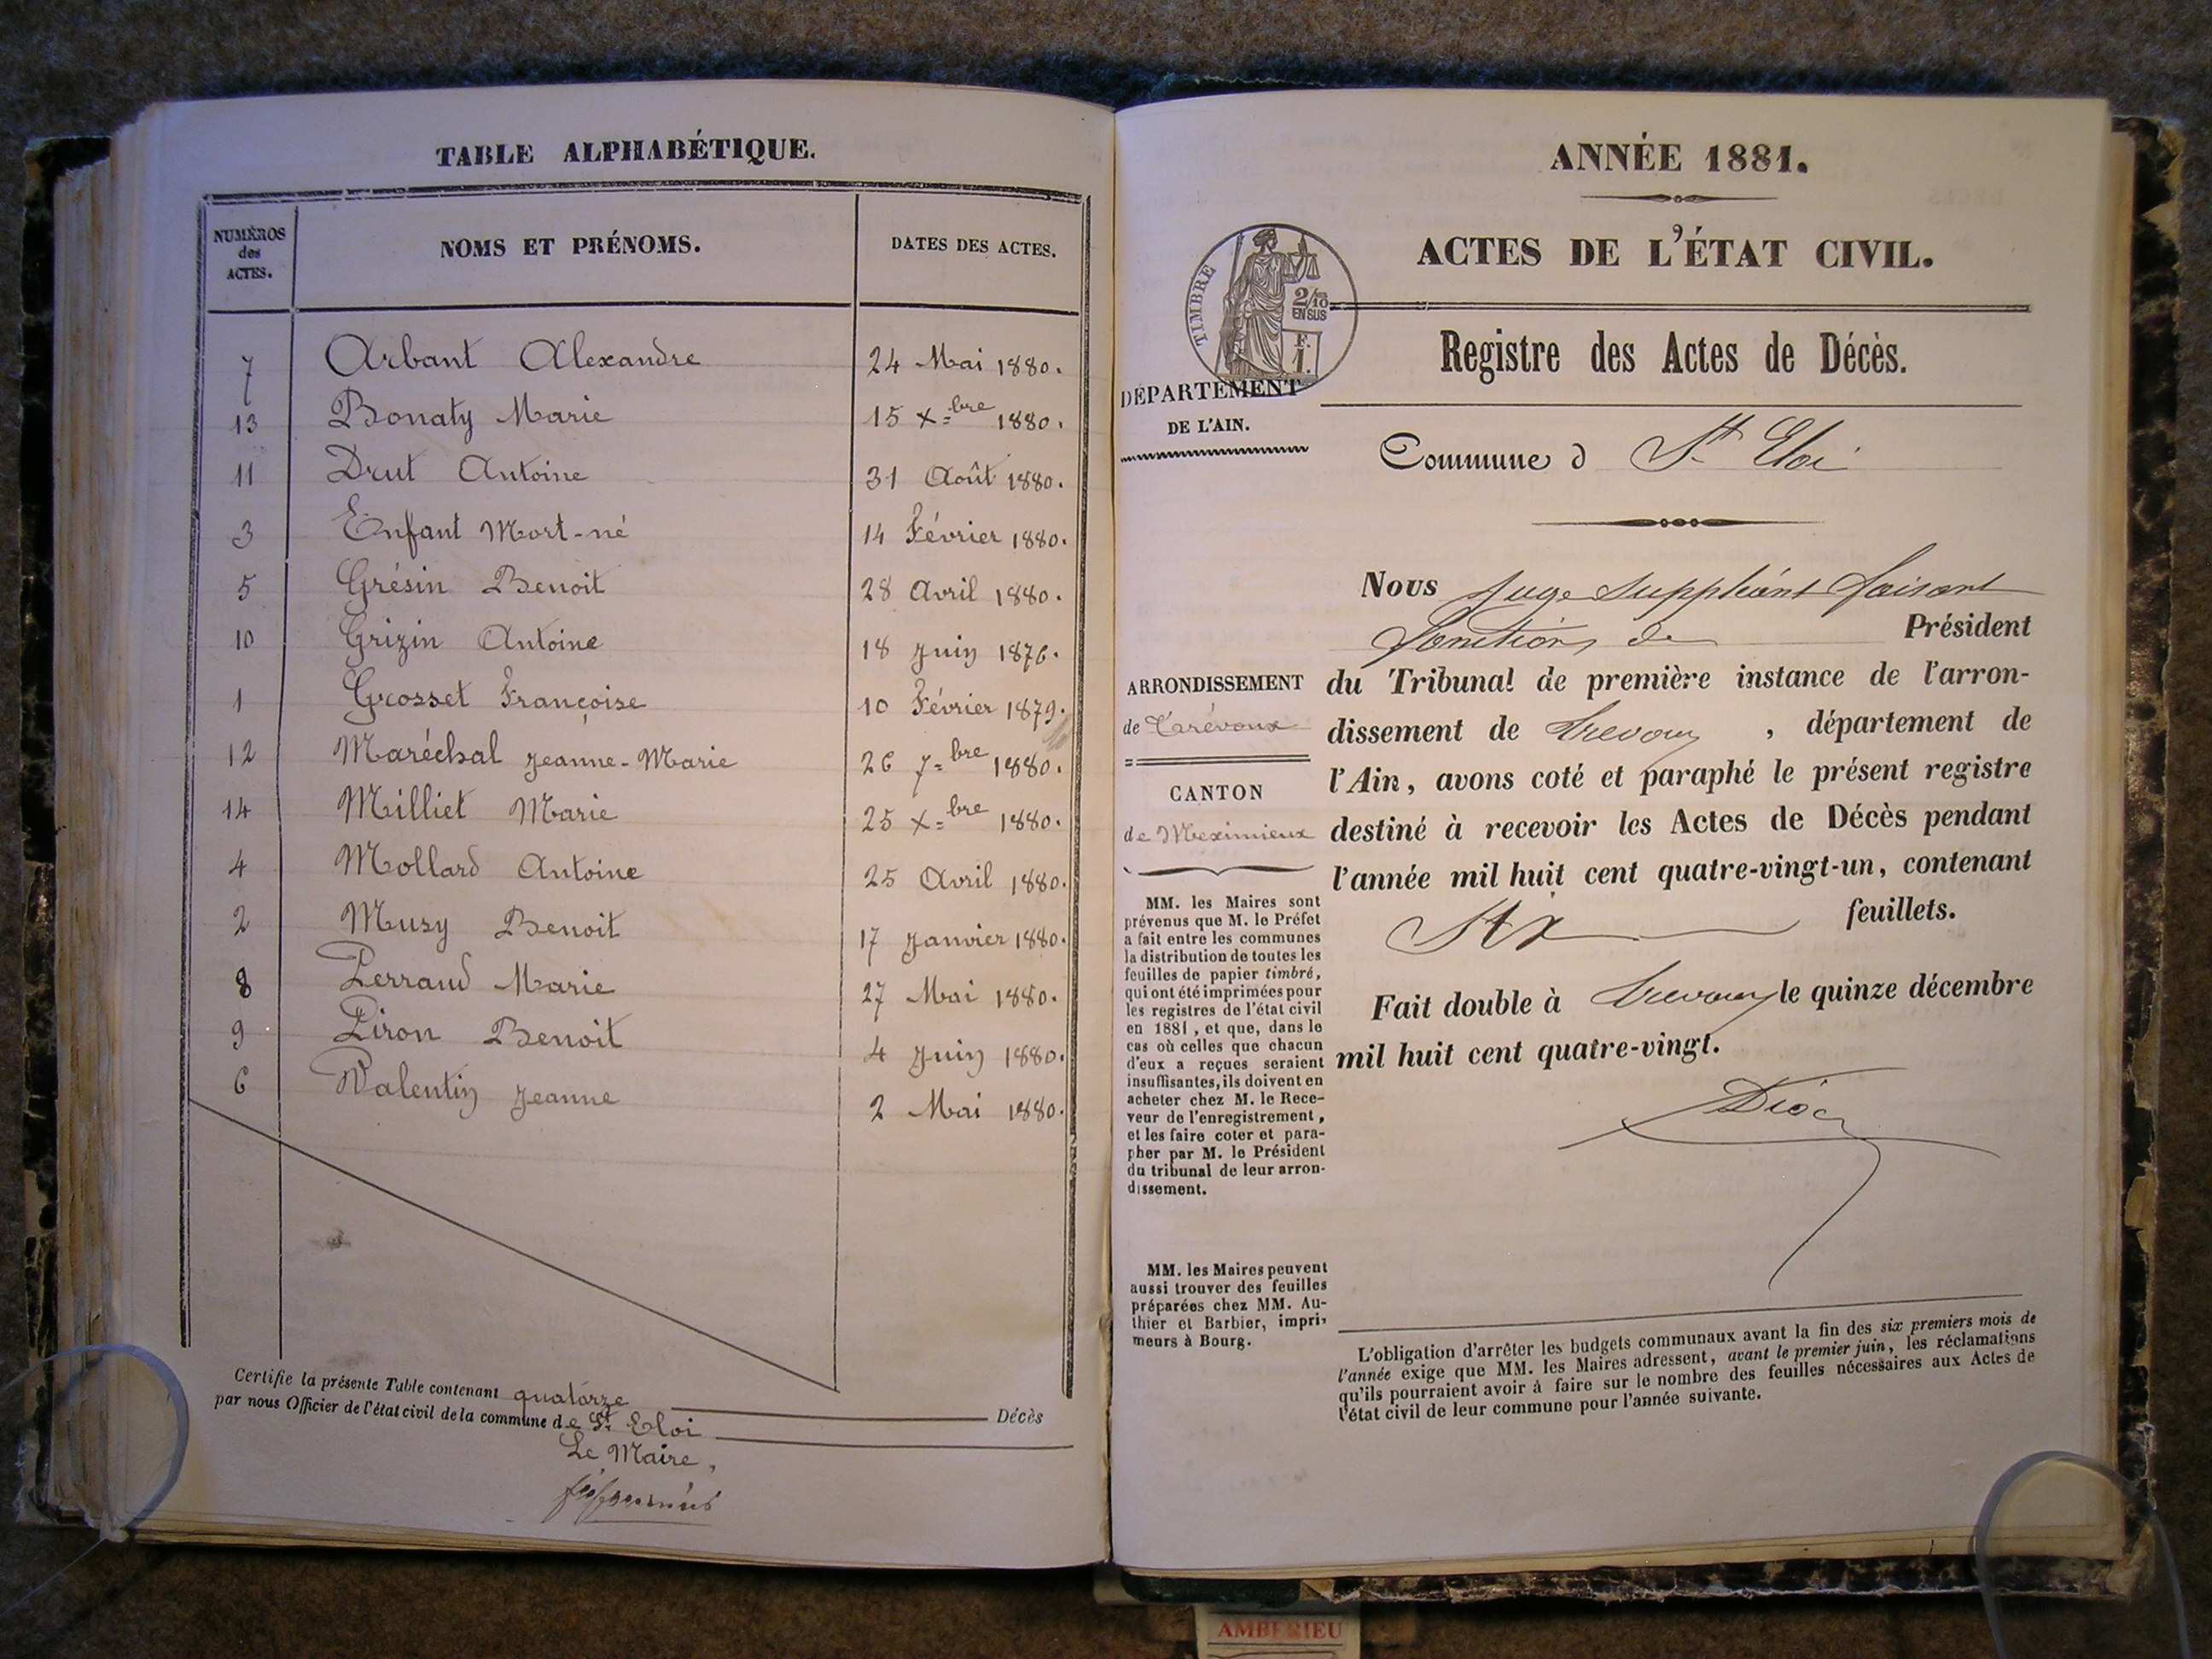 TABLE ALPHABÉTIQUE.
NUMÉROS des ACTES. NOMS ET PRÉNOMS. DATES DES ACTES.
7 Arbant Alexandre 24 Mai 1880.
13 Bonaty Marie 15 X=bre 1880.
11 Drut Antoine 31 Août 1880.
3 Enfant Mort-né 14 Février 1880.
5 Grésin Benoit 28 Avril 1880.
10 Grizin Antoine 18 Juin 1876.
1 Grosset Françoise 10 Février 1879.
12 Maréchal Jeanne-Marie 26 7=bre 1880.
14 Milliet Marie 25 X=bre 1880.
4 Mollard Antoine 25 Avril 1880.
2 Musy Benoit 17 Janvier 1880.
8 Perraud Marie 27 Mai 1880.
9 Piron Benoit 4 Juin 1880.
6 Valentin Jeanne 2 Mai 1880.
Certifie la présente Table contenant quatorze Décès
par nous Officier de l'état civil de la commune de St Eloi
Le Maire,
ANNÉE 1881.
ACTES DE L'ÉTAT CIVIL.
TIMBRE
2/10 EN SUS
F. 1.
Registre des Actes de Décès.
DÉPARTEMENT
DE L'AIN.
Commune d St Eloi
Nous Juge Suppléant faisant
fonctions de Président
du Tribunal de première instance de l'arron-
dissement de Trevoux, département de
l'Ain, avons coté et paraphé le présent registre
destiné à recevoir les Actes de Décès pendant
l'année mil huit cent quatre-vingt-un, contenant
Six feuillets.
Fait double à Trevoux le quinze décembre
mil huit cent quatre-vingt.
ARRONDISSEMENT
de Trévoux
CANTON
de Meximieux
MM. les Maires sont
prévenus que M. le Préfet
a fait entre les communes
la distribution de toutes les
feuilles de papier timbré,
qui ont été imprimées pour
les registres de l'état civil
en 1881, et que, dans le
cas où celles que chacun
d'eux a reçues seraient
insuffisantes, ils doivent en
acheter chez M. le Rece-
veur de l'enregistrement,
et les faire coter et para-
pher par M. le Président
du tribunal de leur arron-
dissement.
MM. les Maires peuvent
aussi trouver des feuilles
préparées chez MM. Au-
thier et Barbier, impri-
meurs à Bourg.
L'obligation d'arrêter les budgets communaux avant la fin des six premiers mois de
l'année exige que MM. les Maires adressent, avant le premier juin, les réclamations
qu'ils pourraient avoir à faire sur le nombre des feuilles nécessaires aux Actes de
l'état civil de leur commune pour l'année suivante.
AMBERIEU